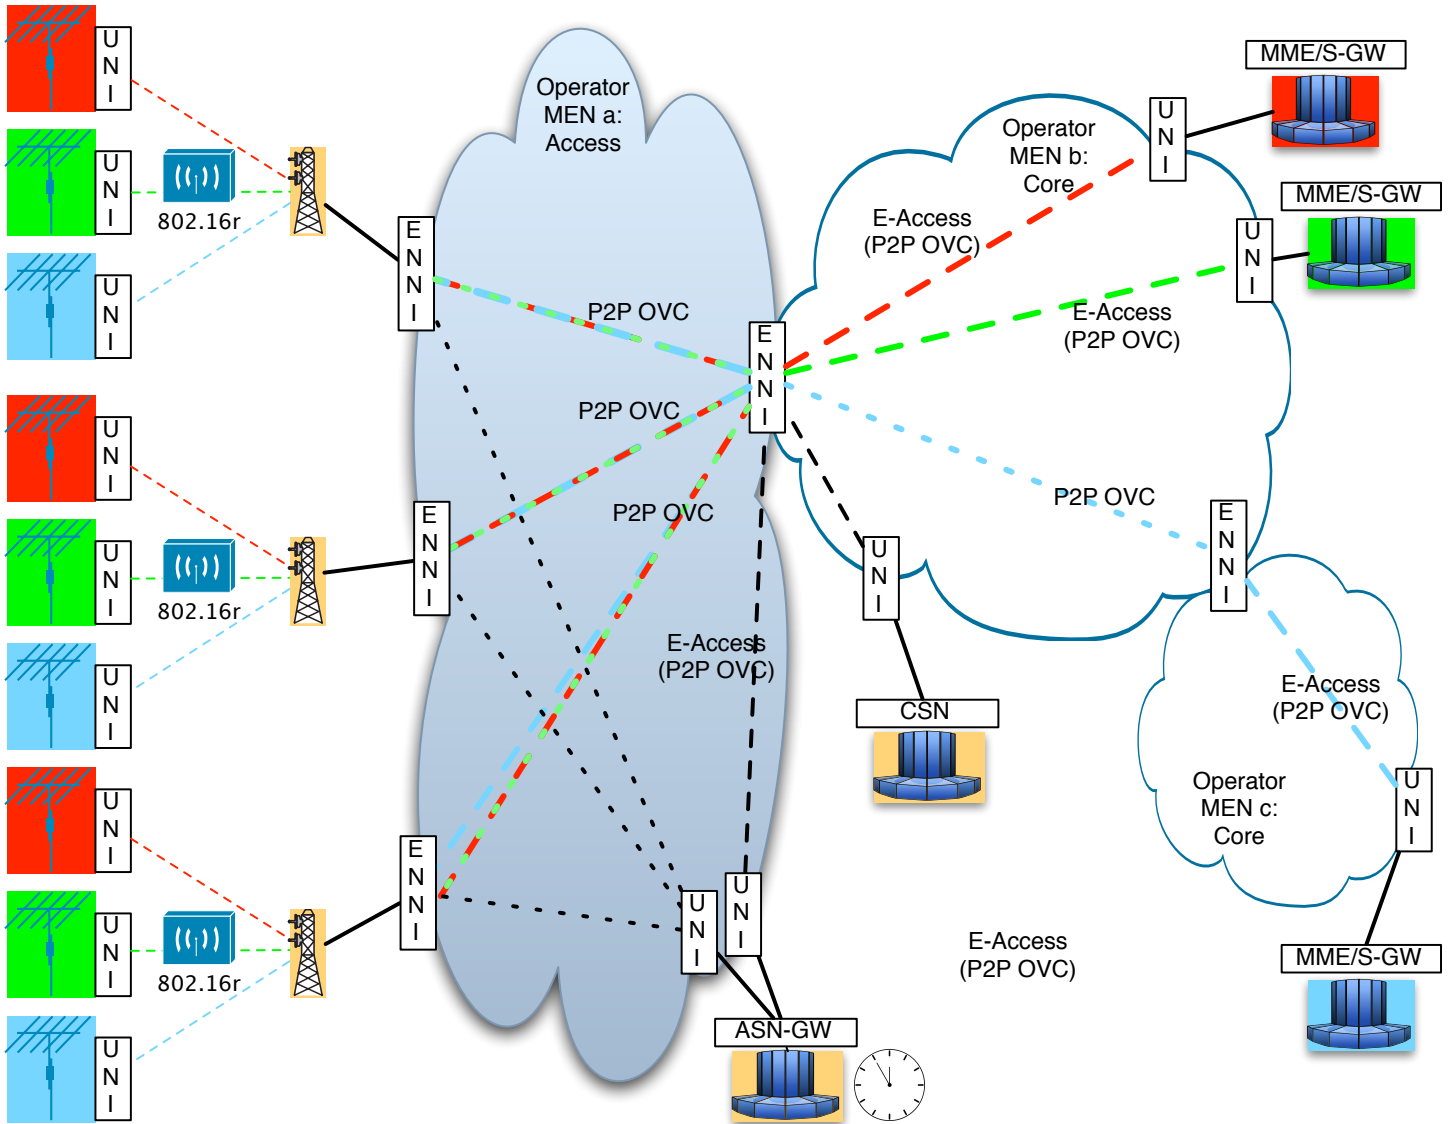 U
N
I
U
N
I
802.16r
U
N
I
U
N
I
U
N
I
802.16r
U
N
I
U
N
I
U
N
I
802.16r
U
N
I
Operator
MEN a:
Access
E
N
N
I
P2P OVC
P2P OVC
E
N
N
I
P2P OVC
E-Access
(P2P OVC)
E
N
N
I
U
N
I
U
N
I
ASN-GW
E
N
N
I
Operator
MEN b:
Core
E-Access
(P2P OVC)
U
N
I
MME/S-GW
MME/S-GW
U
N
I
E-Access
(P2P OVC)
P2P OVC
E
N
N
I
U
N
I
CSN
E-Access
(P2P OVC)
Operator
MEN c:
Core
U
N
I
MME/S-GW
E-Access
(P2P OVC)